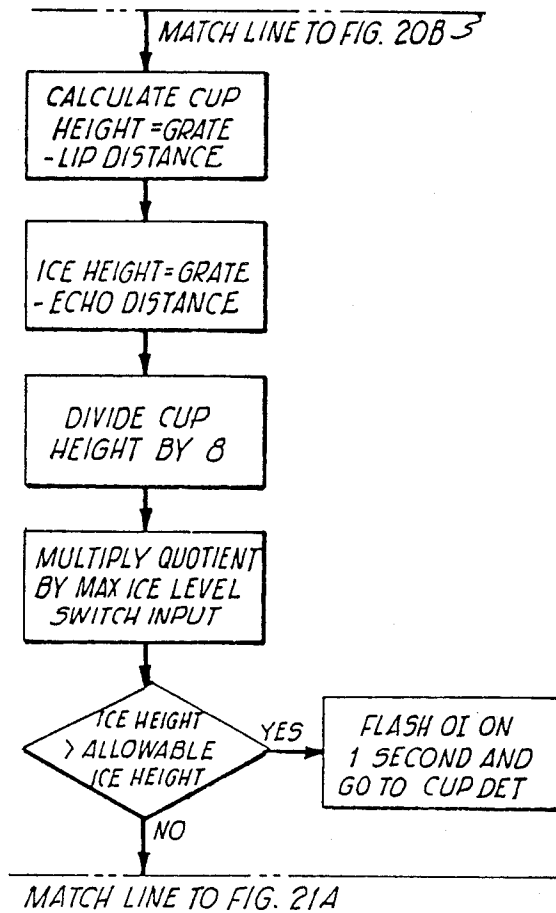 MATCH LINE TO FIG. 20B
CALCULATE CUP
HEIGHT = GRATE
- LIP DISTANCE
ICE HEIGHT = GRATE
- ECHO DISTANCE
DIVIDE CUP
HEIGHT BY 8
MULTIPLY QUOTIENT
BY MAX ICE LEVEL
SWITCH INPUT
ICE HEIGHT
> ALLOWABLE
ICE HEIGHT
YES
FLASH OI ON
1 SECOND AND
GO TO CUP DET
NO
MATCH LINE TO FIG. 21A